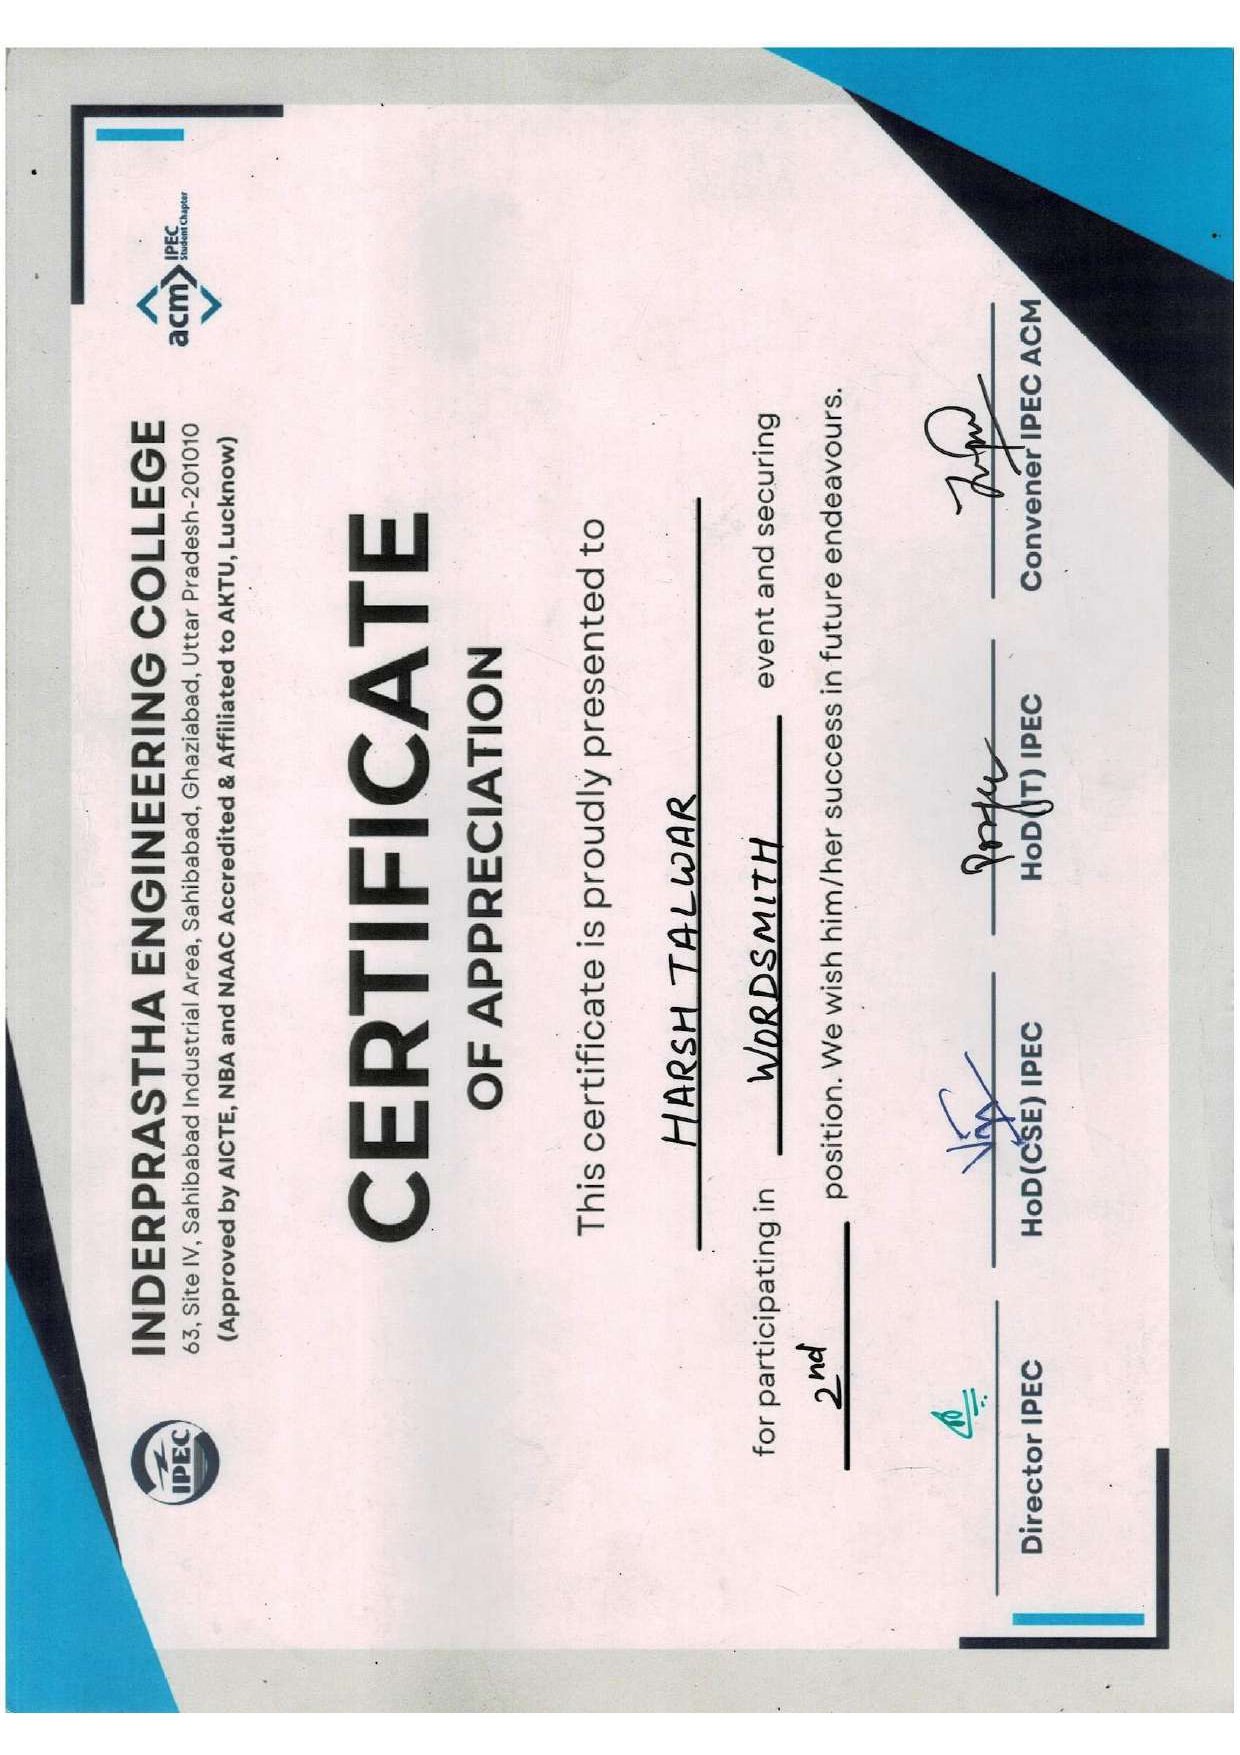 IPEC
INDERPRASTHA ENGINEERING COLLEGE
63, Site IV, Sahibabad Industrial Area, Sahibabad, Ghaziabad, Uttar Pradesh-201010
(Approved by AICTE, NBA and NAAC Accredited & Affiliated to AKTU, Lucknow)
acm IPEC
Student Chapter
CERTIFICATE
OF APPRECIATION
This certificate is proudly presented to
HARSH TALWAR
for participating in WORDSMITH event and securing
2nd position. We wish him/her success in future endeavours.
Director IPEC HoD(CSE) IPEC HoD(IT) IPEC Convener IPEC ACM